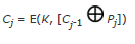 Cj = E(K, [Cj-1 ⊕ Pj])